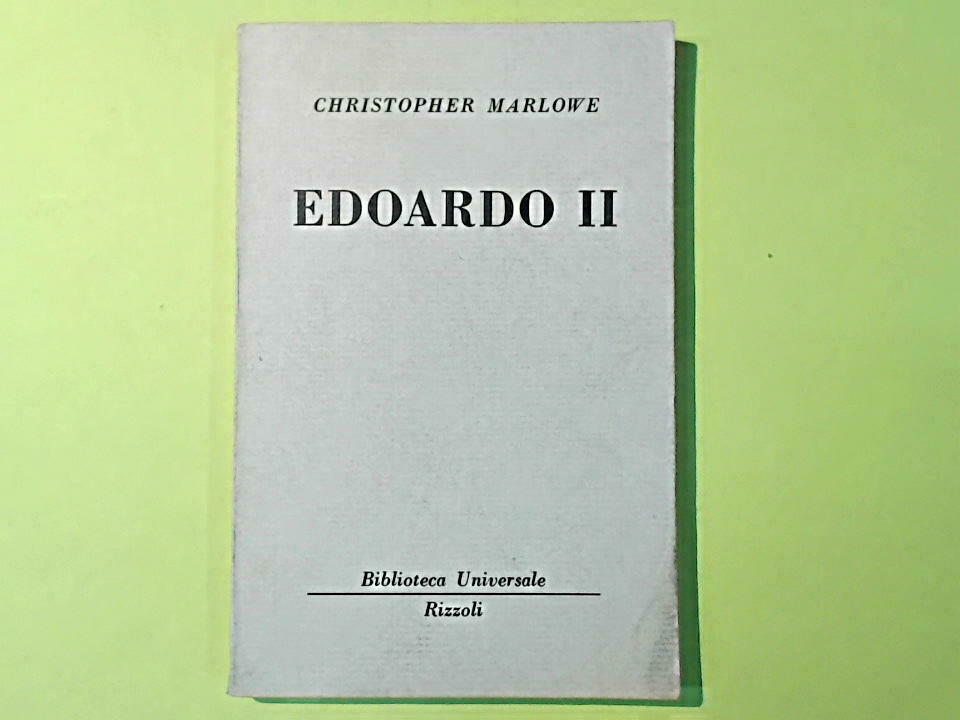 CHRISTOPHER MARLOWE
EDOARDO II
Biblioteca Universale
Rizzoli